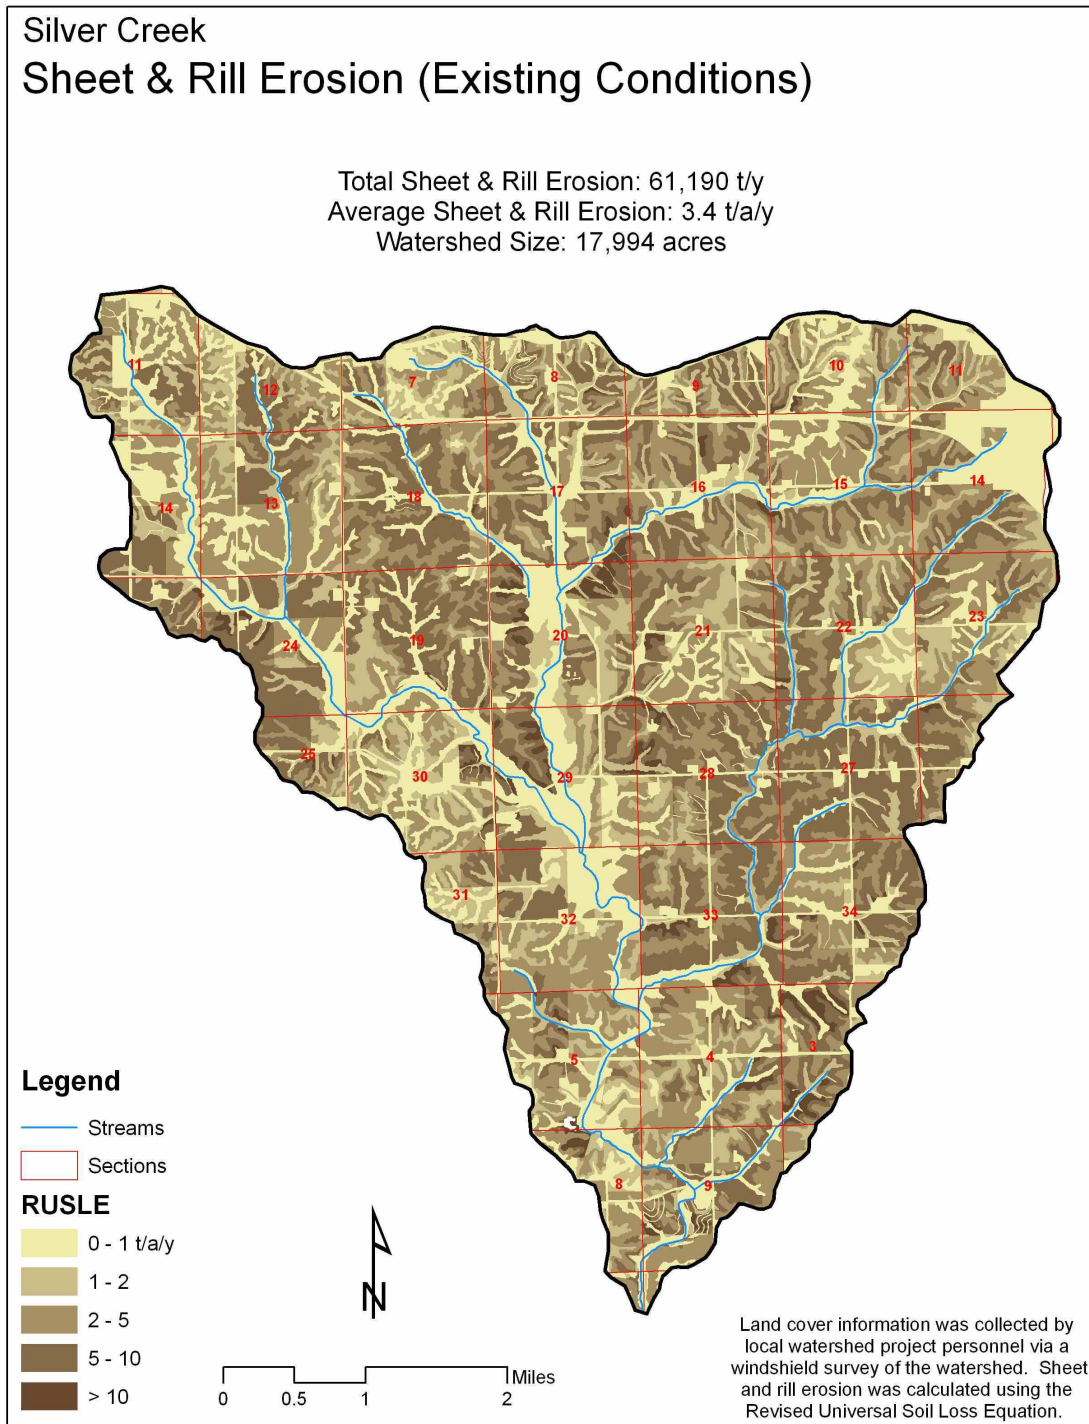 Silver Creek
Sheet & Rill Erosion (Existing Conditions)
Total Sheet & Rill Erosion: 61,190 t/y
Average Sheet & Rill Erosion: 3.4 t/a/y
Watershed Size: 17,994 acres
11
12
7
8
9
10
11
14
13
18
17
16
15
14
24
19
20
21
22
23
25
30
29
28
27
31
32
33
34
5
4
3
8
9
Legend
Streams
Sections
RUSLE
0 - 1 t/a/y
1 - 2
2 - 5
5 - 10
> 10
N
Miles
0 0.5 1 2
Land cover information was collected by
local watershed project personnel via a
windshield survey of the watershed. Sheet
and rill erosion was calculated using the
Revised Universal Soil Loss Equation.